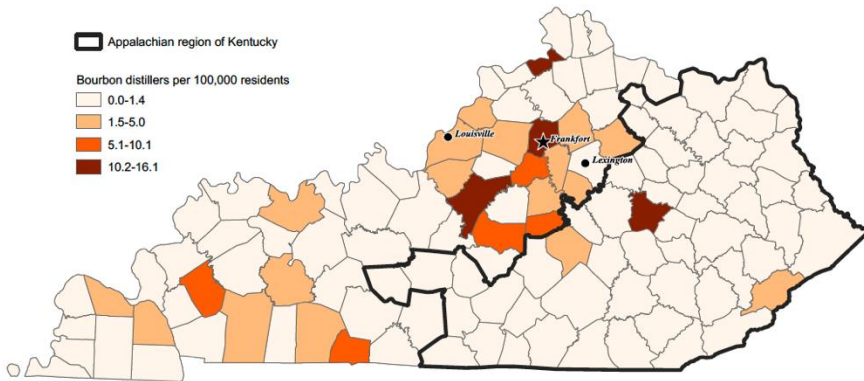 Appalachian region of Kentucky
Bourbon distillers per 100,000 residents
0.0-1.4
1.5-5.0
5.1-10.1
10.2-16.1
Louisville
Frankfort
Lexington